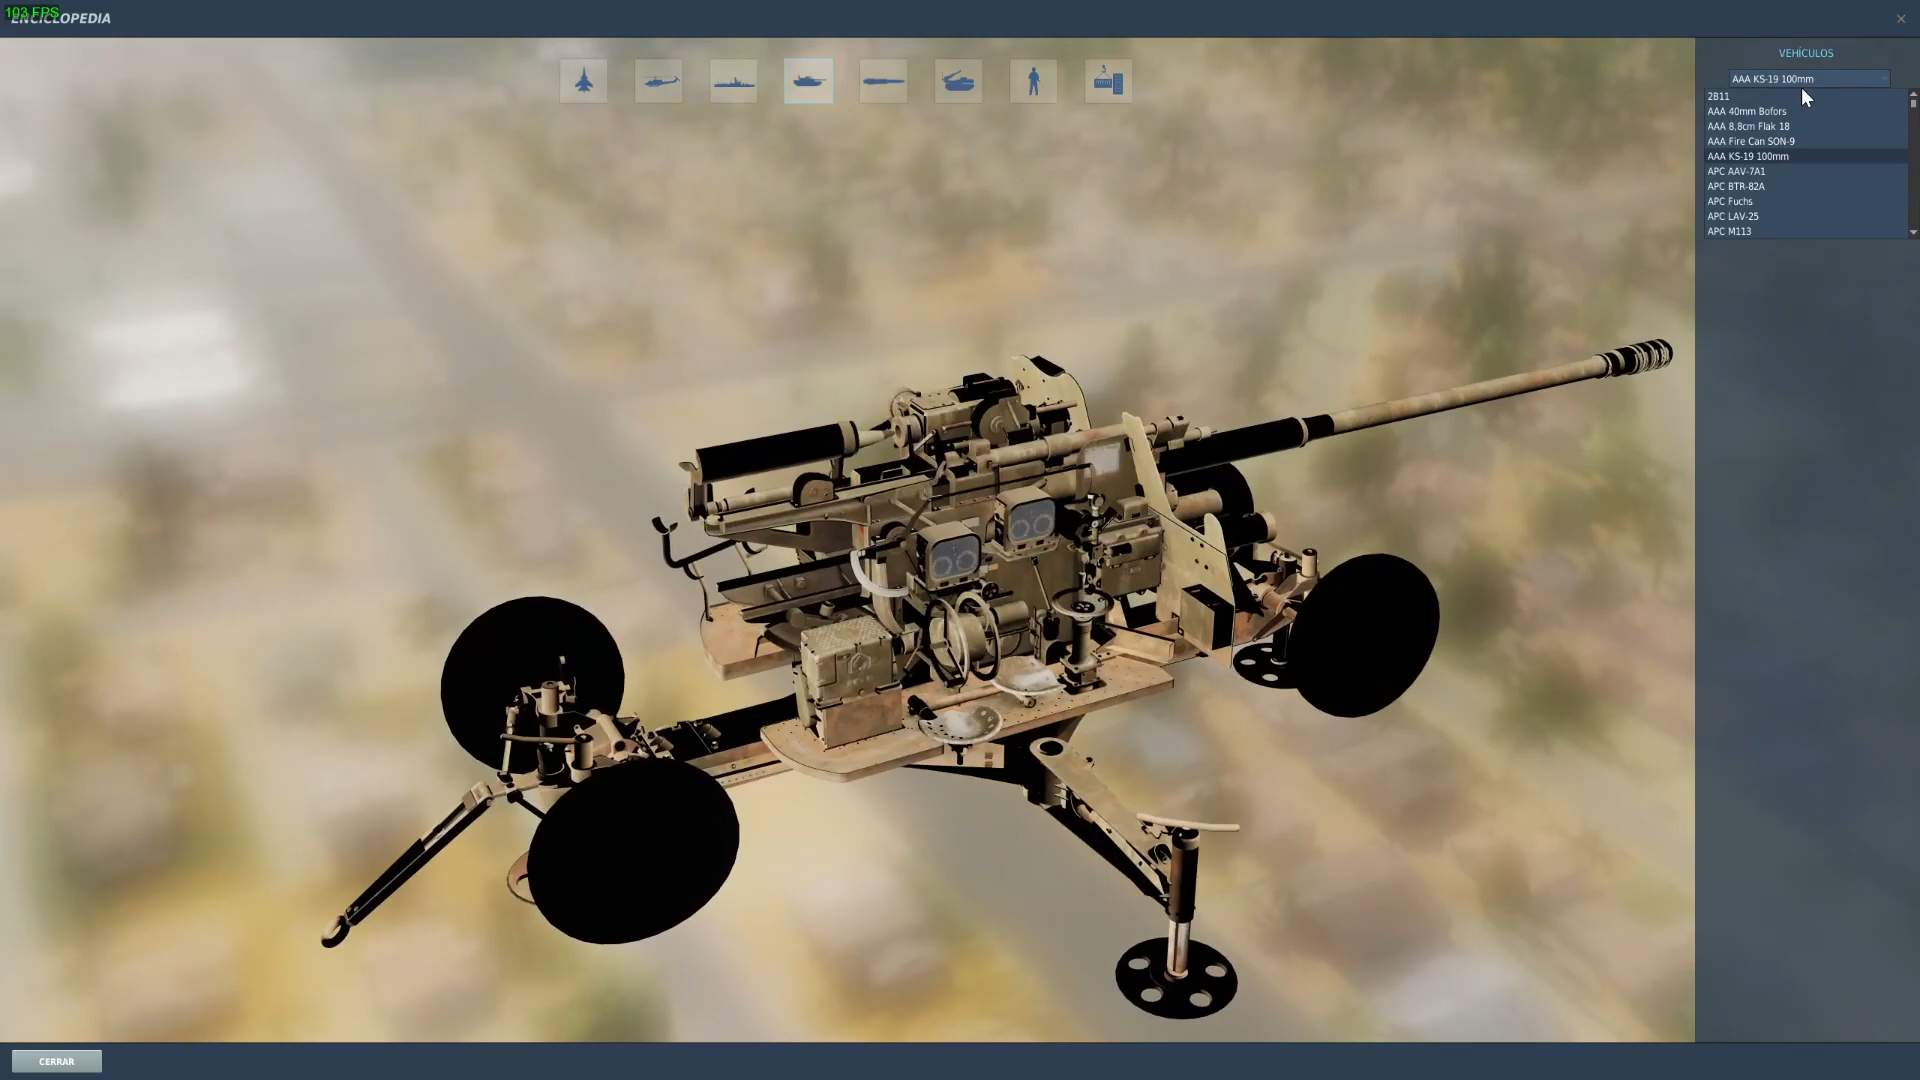 103 FPS
ENCICLOPEDIA
VEHÍCULOS
AAA KS-19 100mm
2B11
AAA 40mm Bofors
AAA 8,8cm Flak 18
AAA Fire Can SON-9
AAA KS-19 100mm
APC AAV-7A1
APC BTR-82A
APC Fuchs
APC LAV-25
APC M113
CERRAR